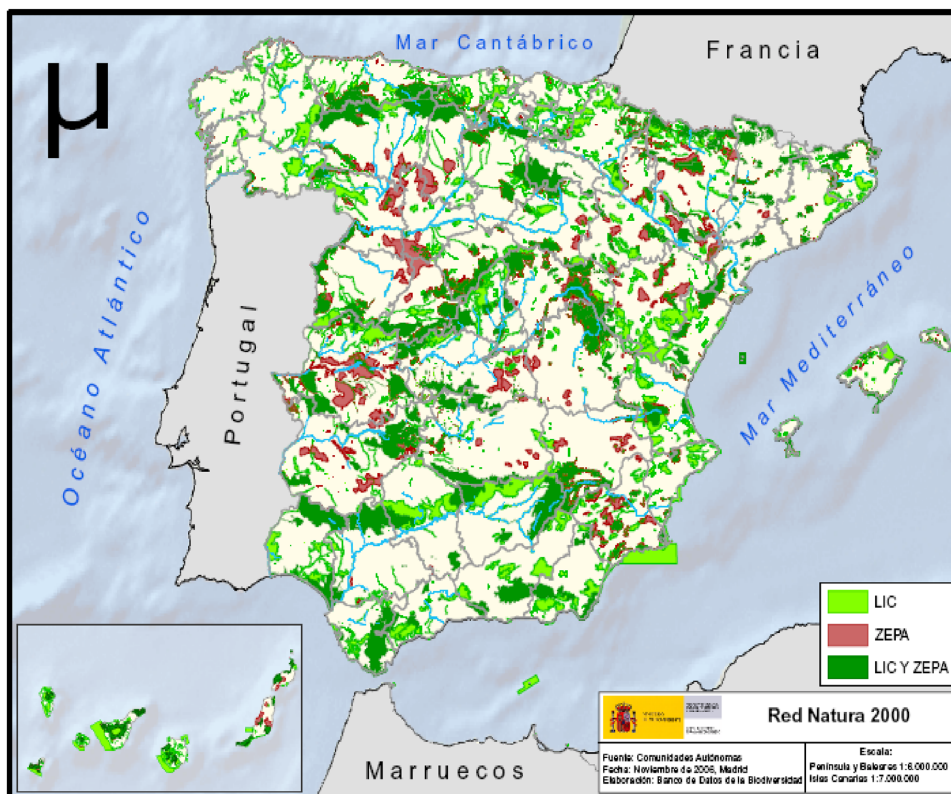 Mar Cantábrico
Francia
µ
Océano Atlántico
Portugal
Mar Mediterráneo
LIC
ZEPA
LIC Y ZEPA
Red Natura 2000
Marruecos
Fuente: Comunidades Autónomas
Fecha: Noviembre de 2006, Madrid
Elaboración: Banco de Datos de la Biodiversidad
Escala:
Península y Baleares 1:6.000.000
Islas Canarias 1:7.000.000